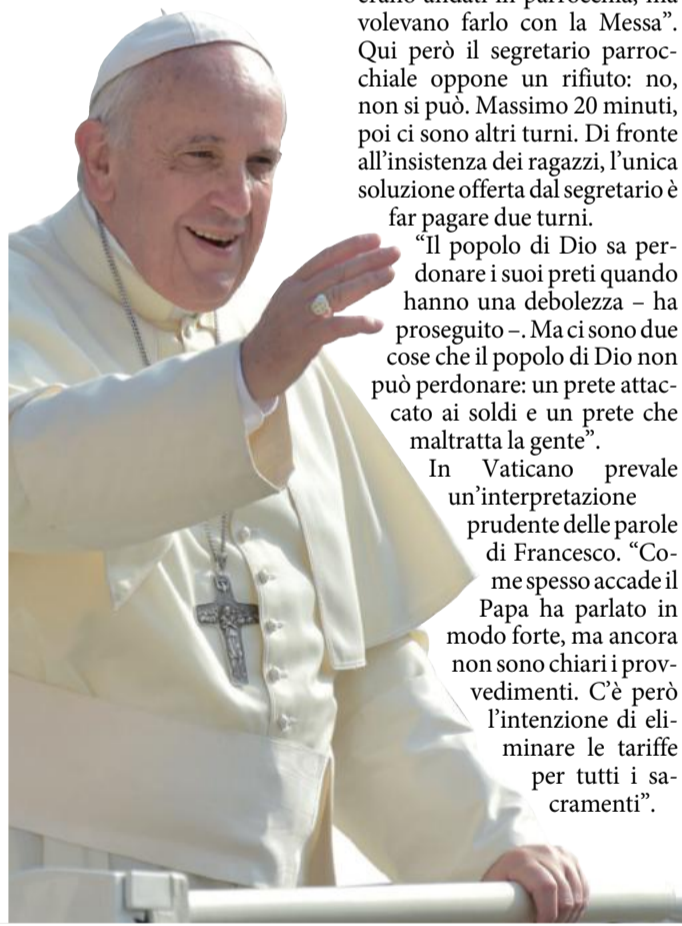 volevano farlo con la Messa”.
Qui però il segretario parroc-
chiale oppone un rifiuto: no,
non si può. Massimo 20 minuti,
poi ci sono altri turni. Di fronte
all’insistenza dei ragazzi, l’unica
soluzione offerta dal segretario è
far pagare due turni.
“Il popolo di Dio sa per-
donare i suoi preti quando
hanno una debolezza – ha
proseguito –. Ma ci sono due
cose che il popolo di Dio non
può perdonare: un prete attac-
cato ai soldi e un prete che
maltratta la gente”.
In Vaticano prevale
un’interpretazione
prudente delle parole
di Francesco. “Co-
me spesso accade il
Papa ha parlato in
modo forte, ma ancora
non sono chiari i prov-
vedimenti. C’è però
l’intenzione di eli-
minare le tariffe
per tutti i sa-
cramenti”.